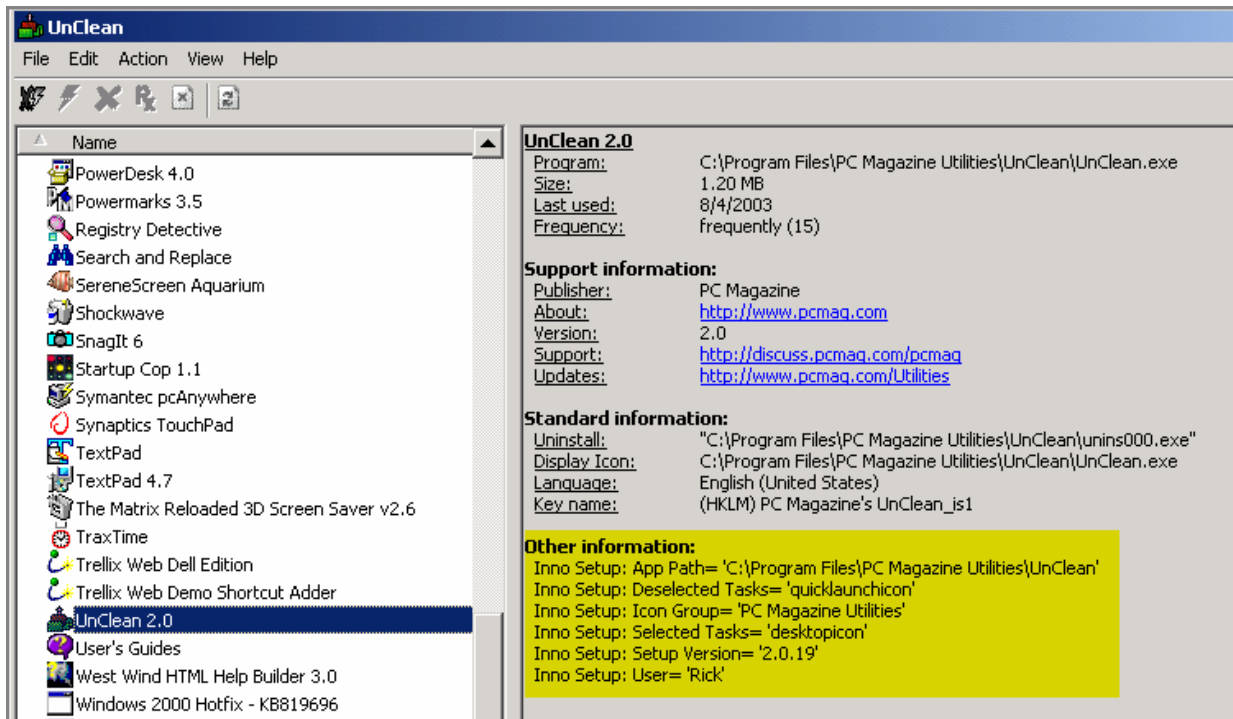 UnClean
File Edit Action View Help
Name
PowerDesk 4.0
Powermarks 3.5
Registry Detective
Search and Replace
SereneScreen Aquarium
Shockwave
SnagIt 6
Startup Cop 1.1
Symantec pcAnywhere
Synaptics TouchPad
TextPad
TextPad 4.7
The Matrix Reloaded 3D Screen Saver v2.6
TraxTime
Trellix Web Dell Edition
Trellix Web Demo Shortcut Adder
UnClean 2.0
User's Guides
West Wind HTML Help Builder 3.0
Windows 2000 Hotfix - KB819696
UnClean 2.0
Program: C:\Program Files\PC Magazine Utilities\UnClean\UnClean.exe
Size: 1.20 MB
Last used: 8/4/2003
Frequency: frequently (15)
Support information:
Publisher: PC Magazine
About: http://www.pcmag.com
Version: 2.0
Support: http://discuss.pcmag.com/pcmag
Updates: http://www.pcmag.com/Utilities
Standard information:
Uninstall: "C:\Program Files\PC Magazine Utilities\UnClean\unins000.exe"
Display Icon: C:\Program Files\PC Magazine Utilities\UnClean\UnClean.exe
Language: English (United States)
Key name: (HKLM) PC Magazine's UnClean_is1
Other information:
Inno Setup: App Path= 'C:\Program Files\PC Magazine Utilities\UnClean'
Inno Setup: Deselected Tasks= 'quicklaunchicon'
Inno Setup: Icon Group= 'PC Magazine Utilities'
Inno Setup: Selected Tasks= 'desktopicon'
Inno Setup: Setup Version= '2.0.19'
Inno Setup: User= 'Rick'